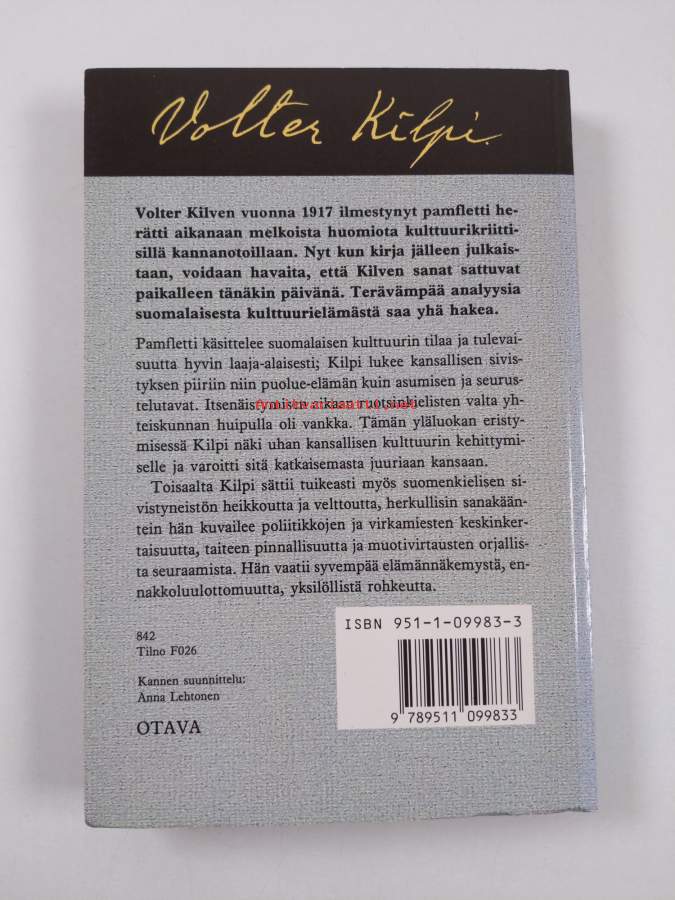 Volter Kilpi
Volter Kilven vuonna 1917 ilmestynyt pamfletti he-
rätti aikanaan melkoista huomiota kulttuurikriitti-
sillä kannanotoillaan. Nyt kun kirja jälleen julkais-
taan, voidaan havaita, että Kilven sanat sattuvat
paikalleen tänäkin päivänä. Terävämpää analyysia
suomalaisesta kulttuurielämästä saa yhä hakea.
Pamfletti käsittelee suomalaisen kulttuurin tilaa ja tulevai-
suutta hyvin laaja-alaisesti; Kilpi lukee kansallisen sivis-
tyksen piiriin niin puolue-elämän kuin asumisen ja seurus-
telutavat. Itsenäistymisen aikaan ruotsinkielisten valta yh-
teiskunnan huipulla oli vankka. Tämän yläluokan eristy-
misessä Kilpi näki uhan kansallisen kulttuurin kehittymi-
selle ja varoitti sitä katkaisemasta juuriaan kansaan.
Toisaalta Kilpi sättii tuikeasti myös suomenkielisen si-
vistyneistön heikkoutta ja velttoutta, herkullisin sanakään-
tein hän kuvailee poliitikkojen ja virkamiesten keskinker-
taisuutta, taiteen pinnallisuutta ja muotivirtausten orjallis-
ta seuraamista. Hän vaatii syvempää elämännäkemystä, en-
nakkoluulottomuutta, yksilöllistä rohkeutta.
842
Tilno F026
Kannen suunnittelu:
Anna Lehtonen
OTAVA
ISBN 951-1-09983-3
9 789511 099833